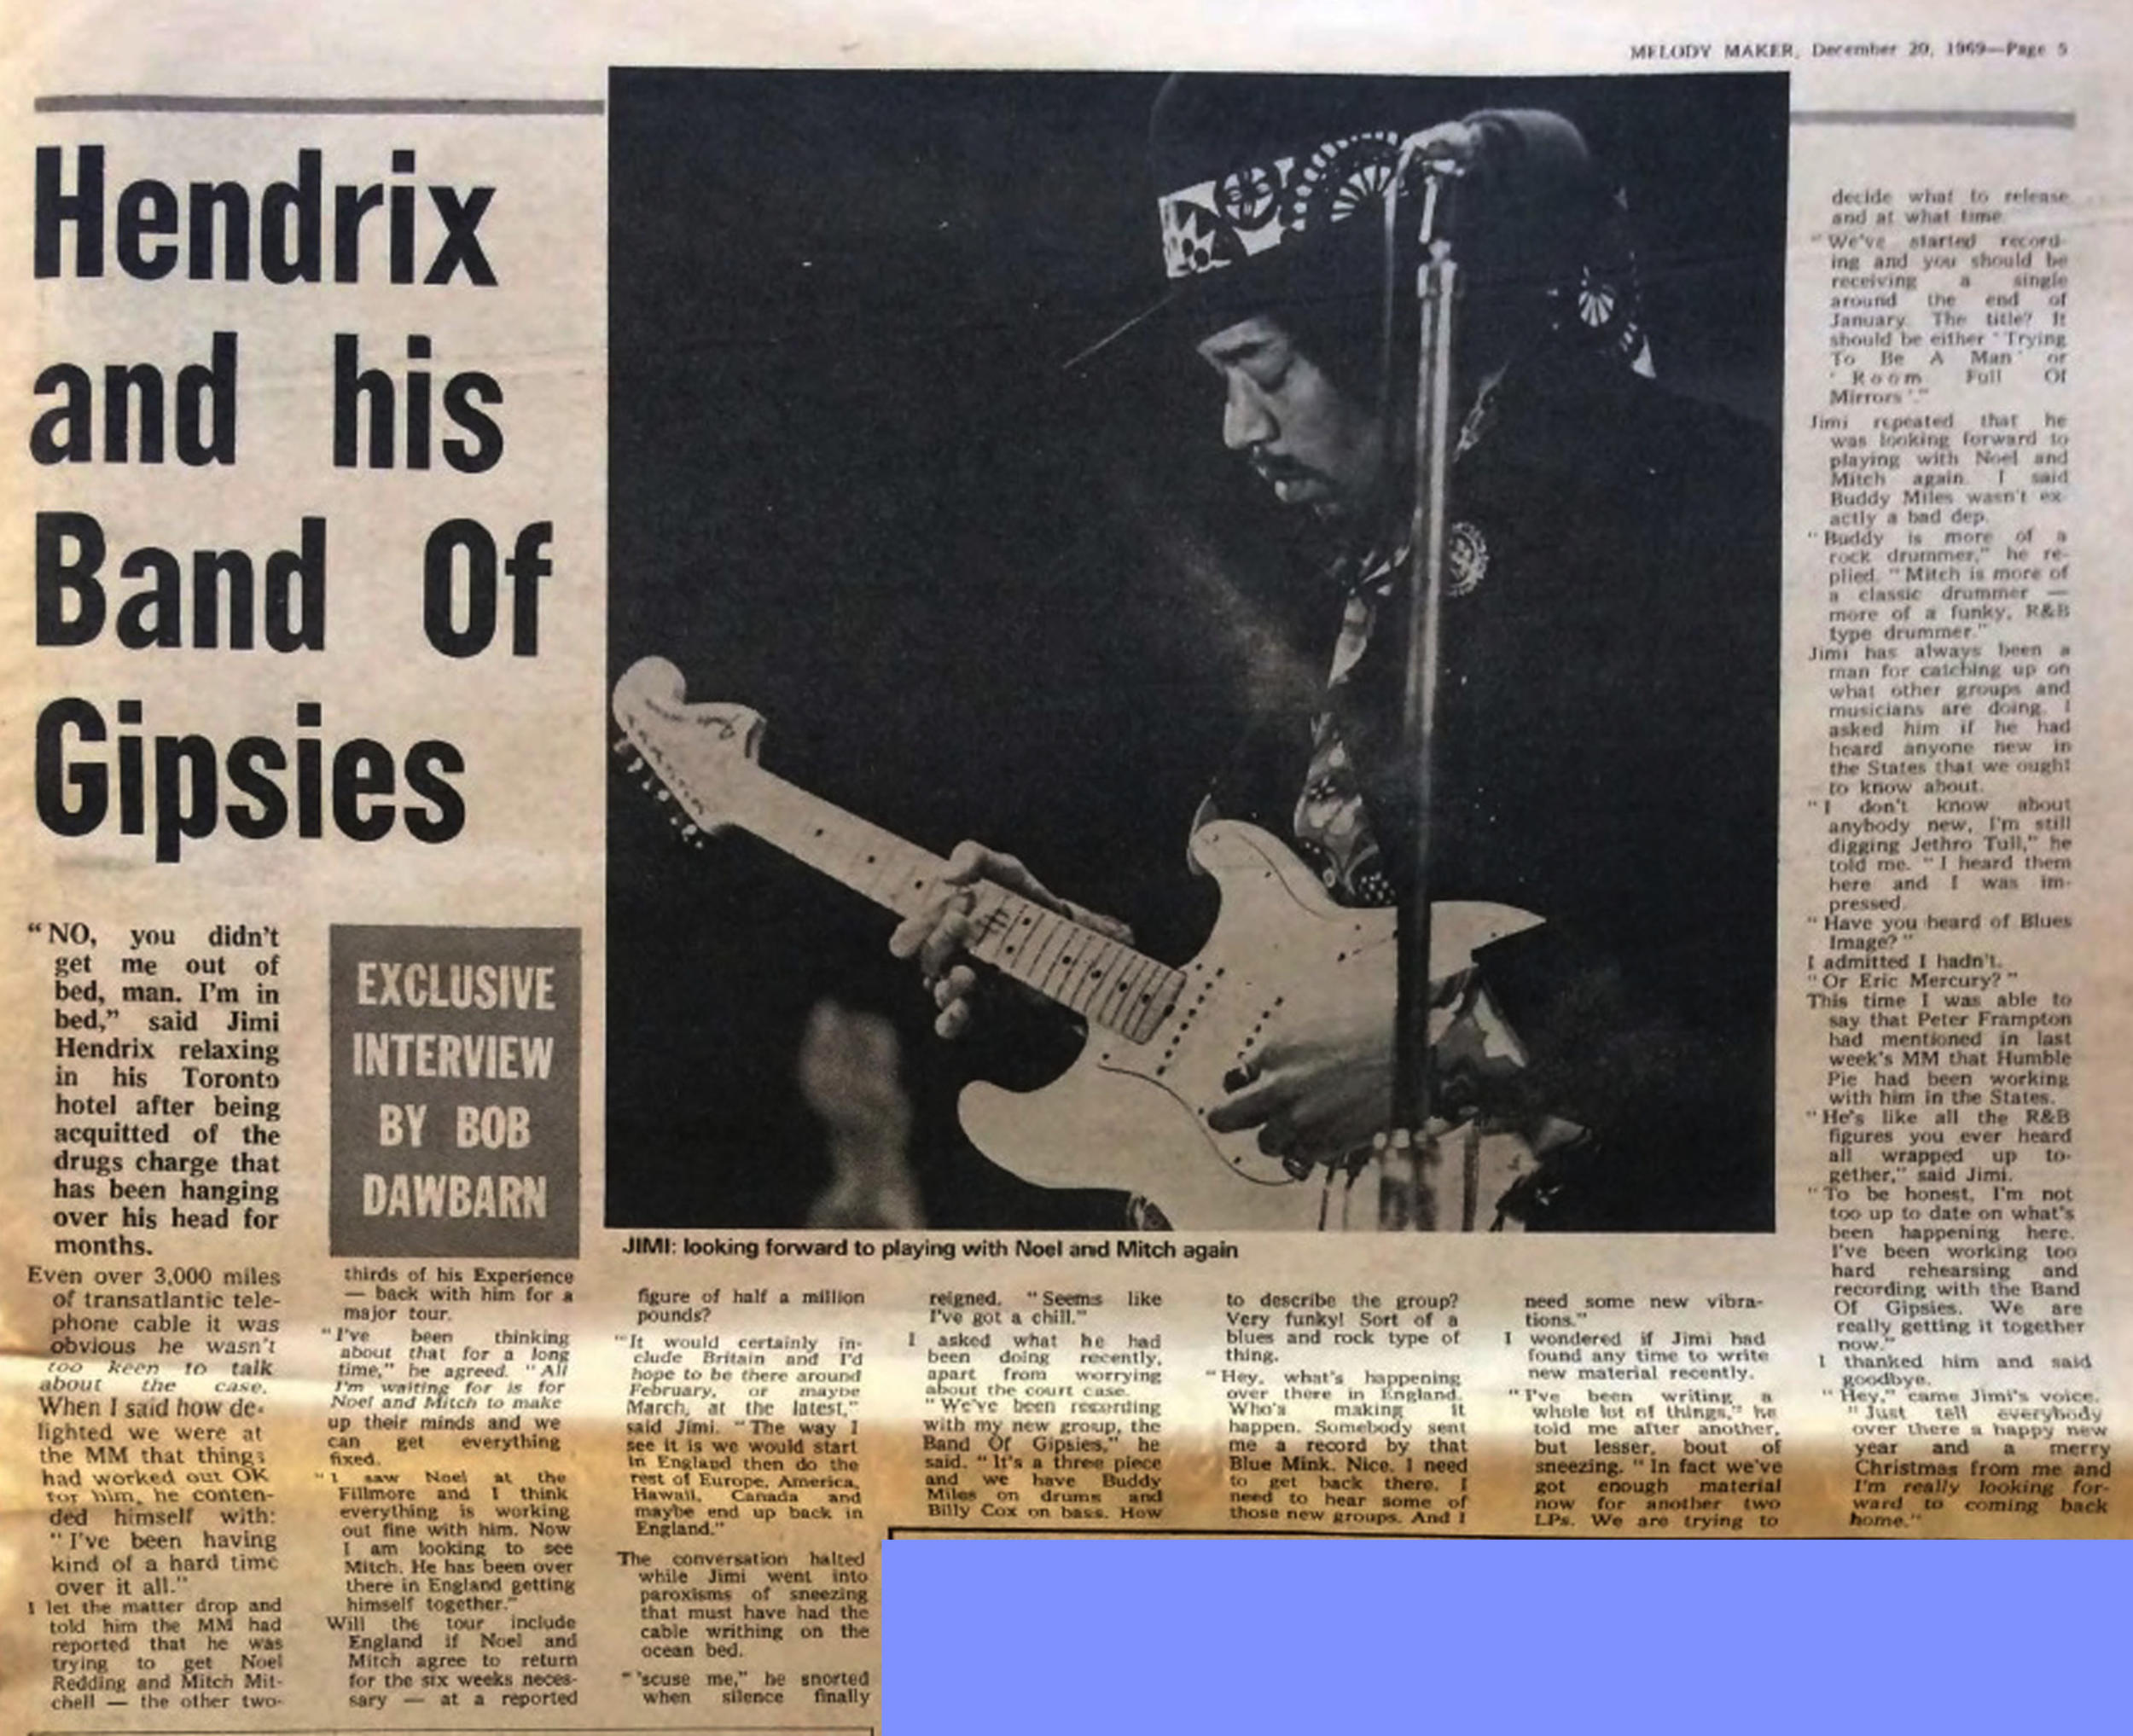 MELODY MAKER, December 20, 1969—Page 5
Hendrix
and his
Band Of
Gipsies
EXCLUSIVE
INTERVIEW
BY BOB
DAWBARN
JIMI: looking forward to playing with Noel and Mitch again
“NO, you didn't
get me out of
bed, man. I'm in
bed,” said Jimi
Hendrix relaxing
in his Toronto
hotel after being
acquitted of the
drugs charge that
has been hanging
over his head for
months.
Even over 3,000 miles
of transatlantic tele-
phone cable it was
obvious he wasn't
too keen to talk
about the case.
When I said how de-
lighted we were at
the MM that things
had worked out OK
for him, he conten-
ded himself with:
“I've been having
kind of a hard time
over it all.”
I let the matter drop and
told him the MM had
reported that he was
trying to get Noel
Redding and Mitch Mit-
chell — the other two-
thirds of his Experience
— back with him for a
major tour.
“I've been thinking
about that for a long
time,” he agreed. “All
I'm waiting for is for
Noel and Mitch to make
up their minds and we
can get everything
fixed.
“I saw Noel at the
Fillmore and I think
everything is working
out fine with him. Now
I am looking to see
Mitch. He has been over
there in England getting
himself together.”
Will the tour include
England if Noel and
Mitch agree to return
for the six weeks neces-
sary — at a reported
figure of half a million
pounds?
“It would certainly in-
clude Britain and I'd
hope to be there around
February, or maybe
March, at the latest,”
said Jimi. “The way I
see it is we would start
in England then do the
rest of Europe, America,
Hawaii, Canada and
maybe end up back in
England.”
The conversation halted
while Jimi went into
paroxisms of sneezing
that must have had the
cable writhing on the
ocean bed.
“'scuse me,” he snorted
when silence finally
reigned. “Seems like
I've got a chill.”
I asked what he had
been doing recently,
apart from worrying
about the court case.
“We've been recording
with my new group, the
Band Of Gipsies,” he
said. “It's a three piece
and we have Buddy
Miles on drums and
Billy Cox on bass. How
to describe the group?
Very funky! Sort of a
blues and rock type of
thing.
“Hey, what's happening
over there in England.
Who's making it
happen. Somebody sent
me a record by that
Blue Mink. Nice. I need
to get back there. I
need to hear some of
those new groups. And I
need some new vibra-
tions.”
I wondered if Jimi had
found any time to write
new material recently.
“I've been writing a
whole lot of things,” he
told me after another,
but lesser, bout of
sneezing. “In fact we've
got enough material
now for another two
LPs. We are trying to
decide what to release
and at what time.
“We've started record-
ing and you should be
receiving a single
around the end of
January. The title? It
should be either ‘Trying
To Be A Man’ or
‘Room Full Of
Mirrors’.”
Jimi repeated that he
was looking forward to
playing with Noel and
Mitch again. I said
Buddy Miles wasn't ex-
actly a bad dep.
“Buddy is more of a
rock drummer,” he re-
plied. “Mitch is more of
a classic drummer —
more of a funky, R&B
type drummer.”
Jimi has always been a
man for catching up on
what other groups and
musicians are doing. I
asked him if he had
heard anyone new in
the States that we ought
to know about.
“I don't know about
anybody new, I'm still
digging Jethro Tull,” he
told me. “I heard them
here and I was im-
pressed.
“Have you heard of Blues
Image?”
I admitted I hadn't.
“Or Eric Mercury?”
This time I was able to
say that Peter Frampton
had mentioned in last
week's MM that Humble
Pie had been working
with him in the States.
“He's like all the R&B
figures you ever heard
all wrapped up to-
gether,” said Jimi.
“To be honest, I'm not
too up to date on what's
been happening here.
I've been working too
hard rehearsing and
recording with the Band
Of Gipsies. We are
really getting it together
now.”
I thanked him and said
goodbye.
“Hey,” came Jimi's voice.
“Just tell everybody
over there a happy new
year and a merry
Christmas from me and
I'm really looking for-
ward to coming back
home.”